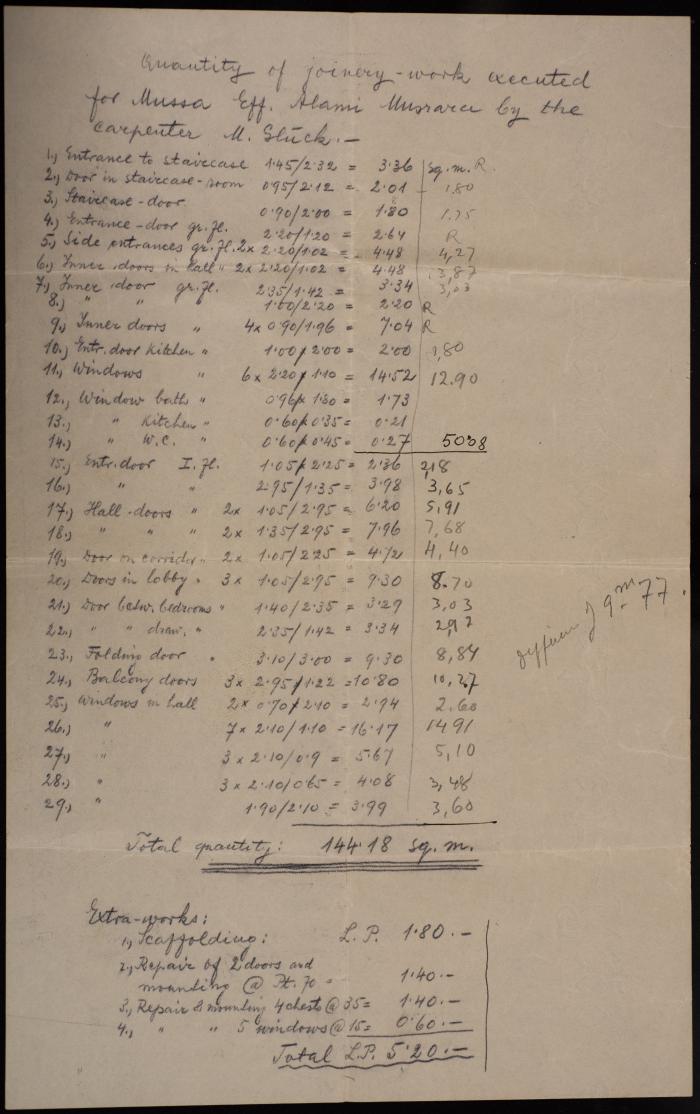 Quantity of joinery-work executed
for Mussa Eff. Alami Musrara by the
carpenter M. Glück.-
1., Entrance to staircase 1·45/2·32 = 3·36 sq.m. R.
2., Door in staircase-room 0·95/2·12 = 2·01 - 1,80
3., Staircase-door 0·90/2·00 = 1·80 1,75
4., Entrance-door gr.fl. 2·20/1·20 = 2·64 R
5., Side entrances gr.fl. 2x 2·20/1·02 = 4·48 4,27
6., Inner doors in hall " 2x 2·20/1·02 = 4·48 3,87
7., Inner door gr.fl. 2·35/1·42 = 3·34 3,03
8., " " 1·00/2·20 = 2·20 R
9., Inner doors " 4x 0·90/1·96 = 7·04 R
10., Entr. door Kitchen " 1·00/2·00 = 2·00 1,80
11., Windows " 6x 2·20/1·10 = 14·52 12.90
12., Window baths " 0·96/1·80 = 1·73
13., " Kitchen " 0·60/0·35 = 0·21
14., " W.C. " 0·60/0·45 = 0·27 5038
15., Entr. door I. fl. 1·05/2·25 = 2·36 2,18
16., " " 2·95/1·35 = 3·98 3,65
17., Hall-doors " 2x 1·05/2·95 = 6·20 5,91
18., " " " 2x 1·35/2·95 = 7·96 7,68
19., Door on corridor " 2x 1·05/2·25 = 4·72 4,40
20., Doors in lobby " 3x 1·05/2·95 = 9·30 8.70
21., Door betw. bedrooms " 1·40/2·35 = 3·29 3,03
22., " " draw. " 2·35/1·42 = 3·34 2,92
23., Folding door " 3·10/3·00 = 9·30 8,84
24., Balcony doors 3x 2·95/1·22 = 10·80 10,27
25., Windows in hall 2x 0·70/2·10 = 2·94 2.60
26., " 7x 2·10/1·10 = 16·17 1491
27., " 3x 2·10/0·9 = 5·67 5,10
28., " 3x 2·10/0·65 = 4·08 3,48
29., " 1·90/2·10 = 3·99 3,60
9 m 77.
Total quantity: 144·18 sq.m.
Extra-works:
1., Scaffolding: L.P. 1·80.-
2., Repair of 2 doors and
mounting @ Pt. 70 = 1·40.-
3., Repair & mounting 4 chests @ 35 = 1·40.-
4., " " 5 windows @ 15 = 0·60.-
Total L.P. 5·20.-